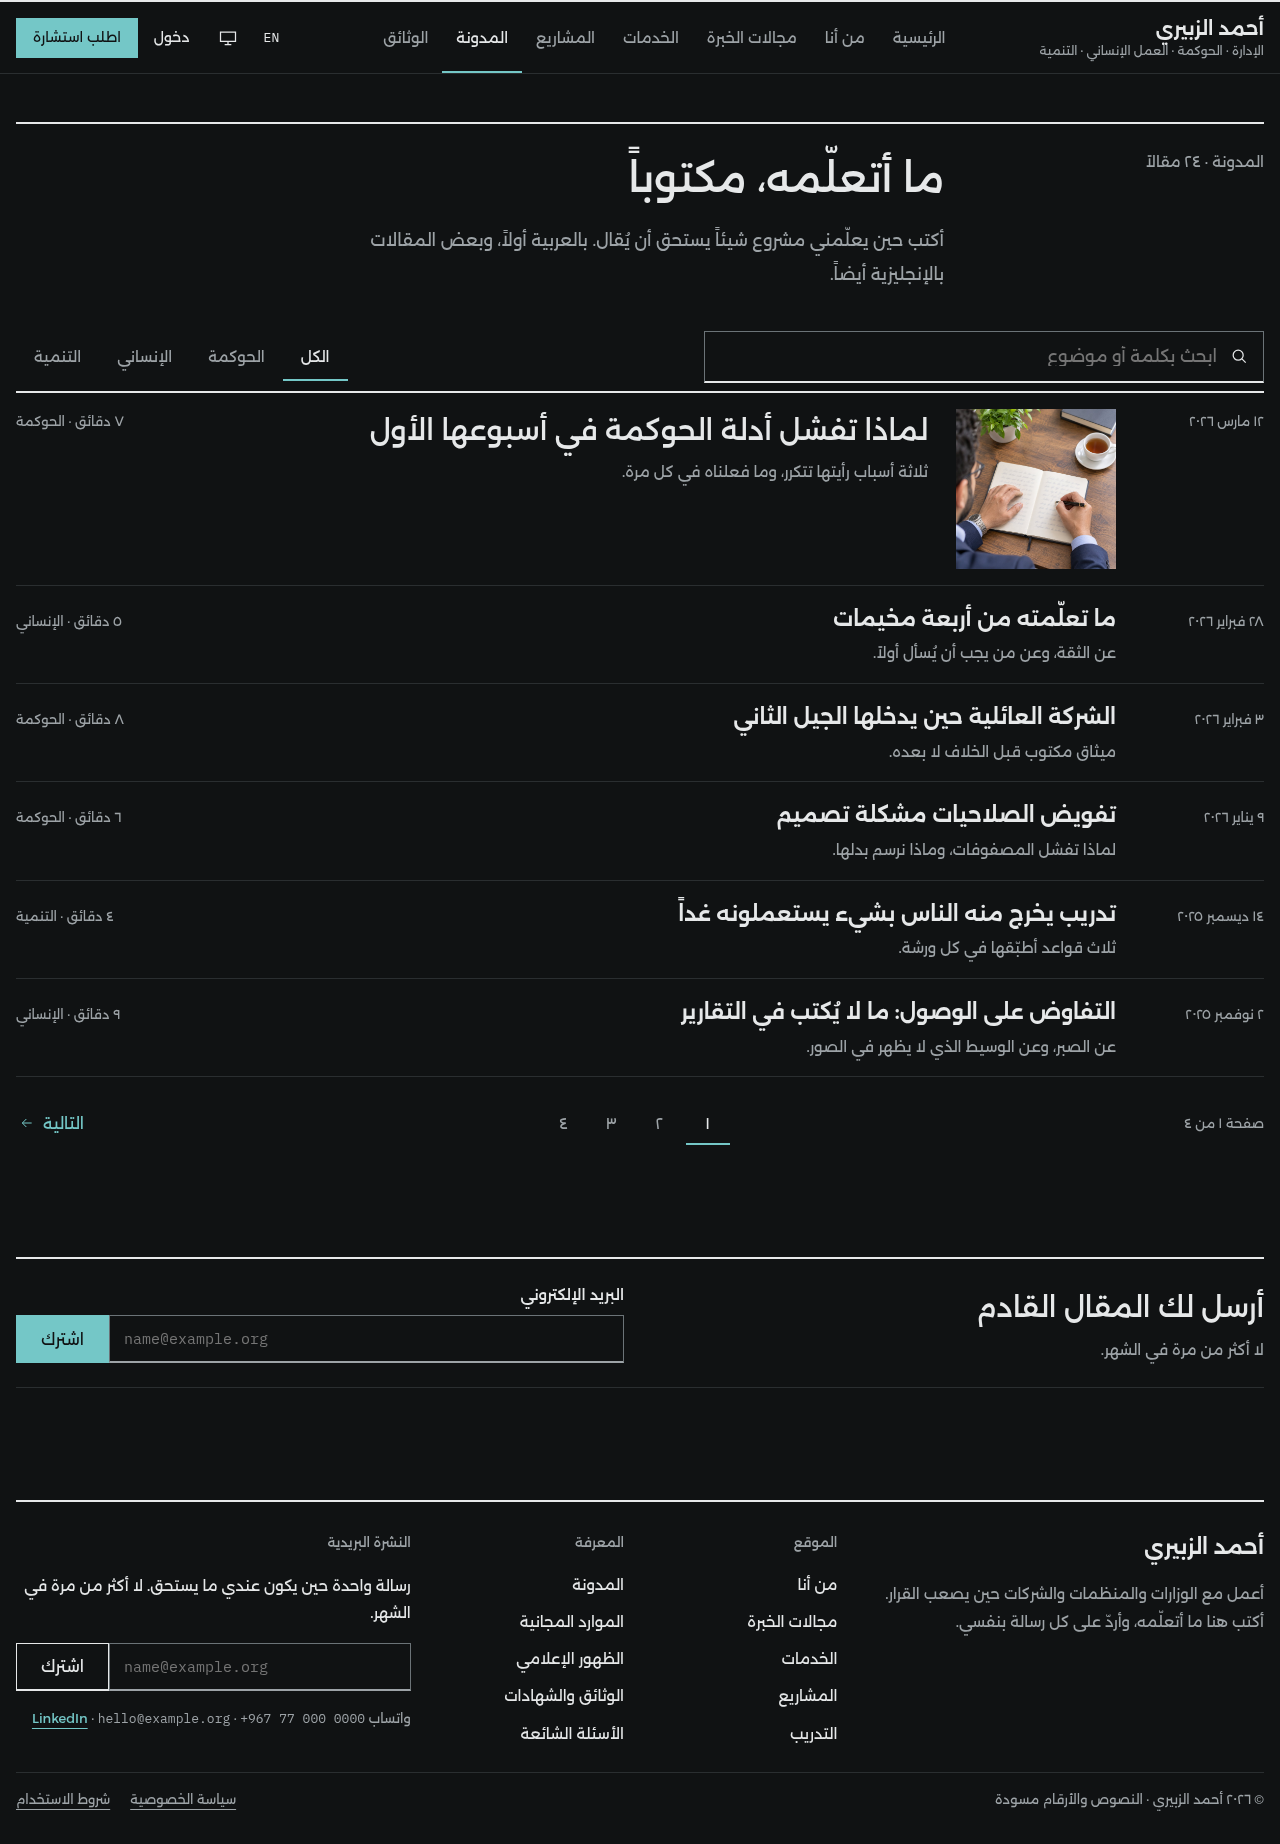 أحمد الزبيري
الإدارة · الحوكمة · العمل الإنساني · التنمية
الرئيسية
من أنا
مجالات الخبرة
الخدمات
المشاريع
المدونة
الوثائق
EN
دخول
اطلب استشارة
المدونة · ٢٤ مقالاً
ما أتعلّمه، مكتوباً
أكتب حين يعلّمني مشروع شيئاً يستحق أن يُقال. بالعربية أولاً، وبعض المقالات
بالإنجليزية أيضاً.
ابحث بكلمة أو موضوع
الكل
الحوكمة
الإنساني
التنمية
١٢ مارس ٢٠٢٦
لماذا تفشل أدلة الحوكمة في أسبوعها الأول
ثلاثة أسباب رأيتها تتكرر، وما فعلناه في كل مرة.
٧ دقائق · الحوكمة
٢٨ فبراير ٢٠٢٦
ما تعلّمته من أربعة مخيمات
عن الثقة، وعن من يجب أن يُسأل أولاً.
٥ دقائق · الإنساني
٣ فبراير ٢٠٢٦
الشركة العائلية حين يدخلها الجيل الثاني
ميثاق مكتوب قبل الخلاف لا بعده.
٨ دقائق · الحوكمة
٩ يناير ٢٠٢٦
تفويض الصلاحيات مشكلة تصميم
لماذا تفشل المصفوفات، وماذا نرسم بدلها.
٦ دقائق · الحوكمة
١٤ ديسمبر ٢٠٢٥
تدريب يخرج منه الناس بشيء يستعملونه غداً
ثلاث قواعد أطبّقها في كل ورشة.
٤ دقائق · التنمية
٢ نوفمبر ٢٠٢٥
التفاوض على الوصول: ما لا يُكتب في التقارير
عن الصبر، وعن الوسيط الذي لا يظهر في الصور.
٩ دقائق · الإنساني
صفحة ١ من ٤
١
٢
٣
٤
التالية ←
أرسل لك المقال القادم
لا أكثر من مرة في الشهر.
البريد الإلكتروني
name@example.org
اشترك
أحمد الزبيري
أعمل مع الوزارات والمنظمات والشركات حين يصعب القرار.
أكتب هنا ما أتعلّمه، وأردّ على كل رسالة بنفسي.
الموقع
من أنا
مجالات الخبرة
الخدمات
المشاريع
التدريب
المعرفة
المدونة
الموارد المجانية
الظهور الإعلامي
الوثائق والشهادات
الأسئلة الشائعة
النشرة البريدية
رسالة واحدة حين يكون عندي ما يستحق. لا أكثر من مرة في
الشهر.
name@example.org
اشترك
واتساب +967 77 000 0000 · hello@example.org · LinkedIn
© ٢٠٢٦ أحمد الزبيري · النصوص والأرقام مسودة
سياسة الخصوصية
شروط الاستخدام